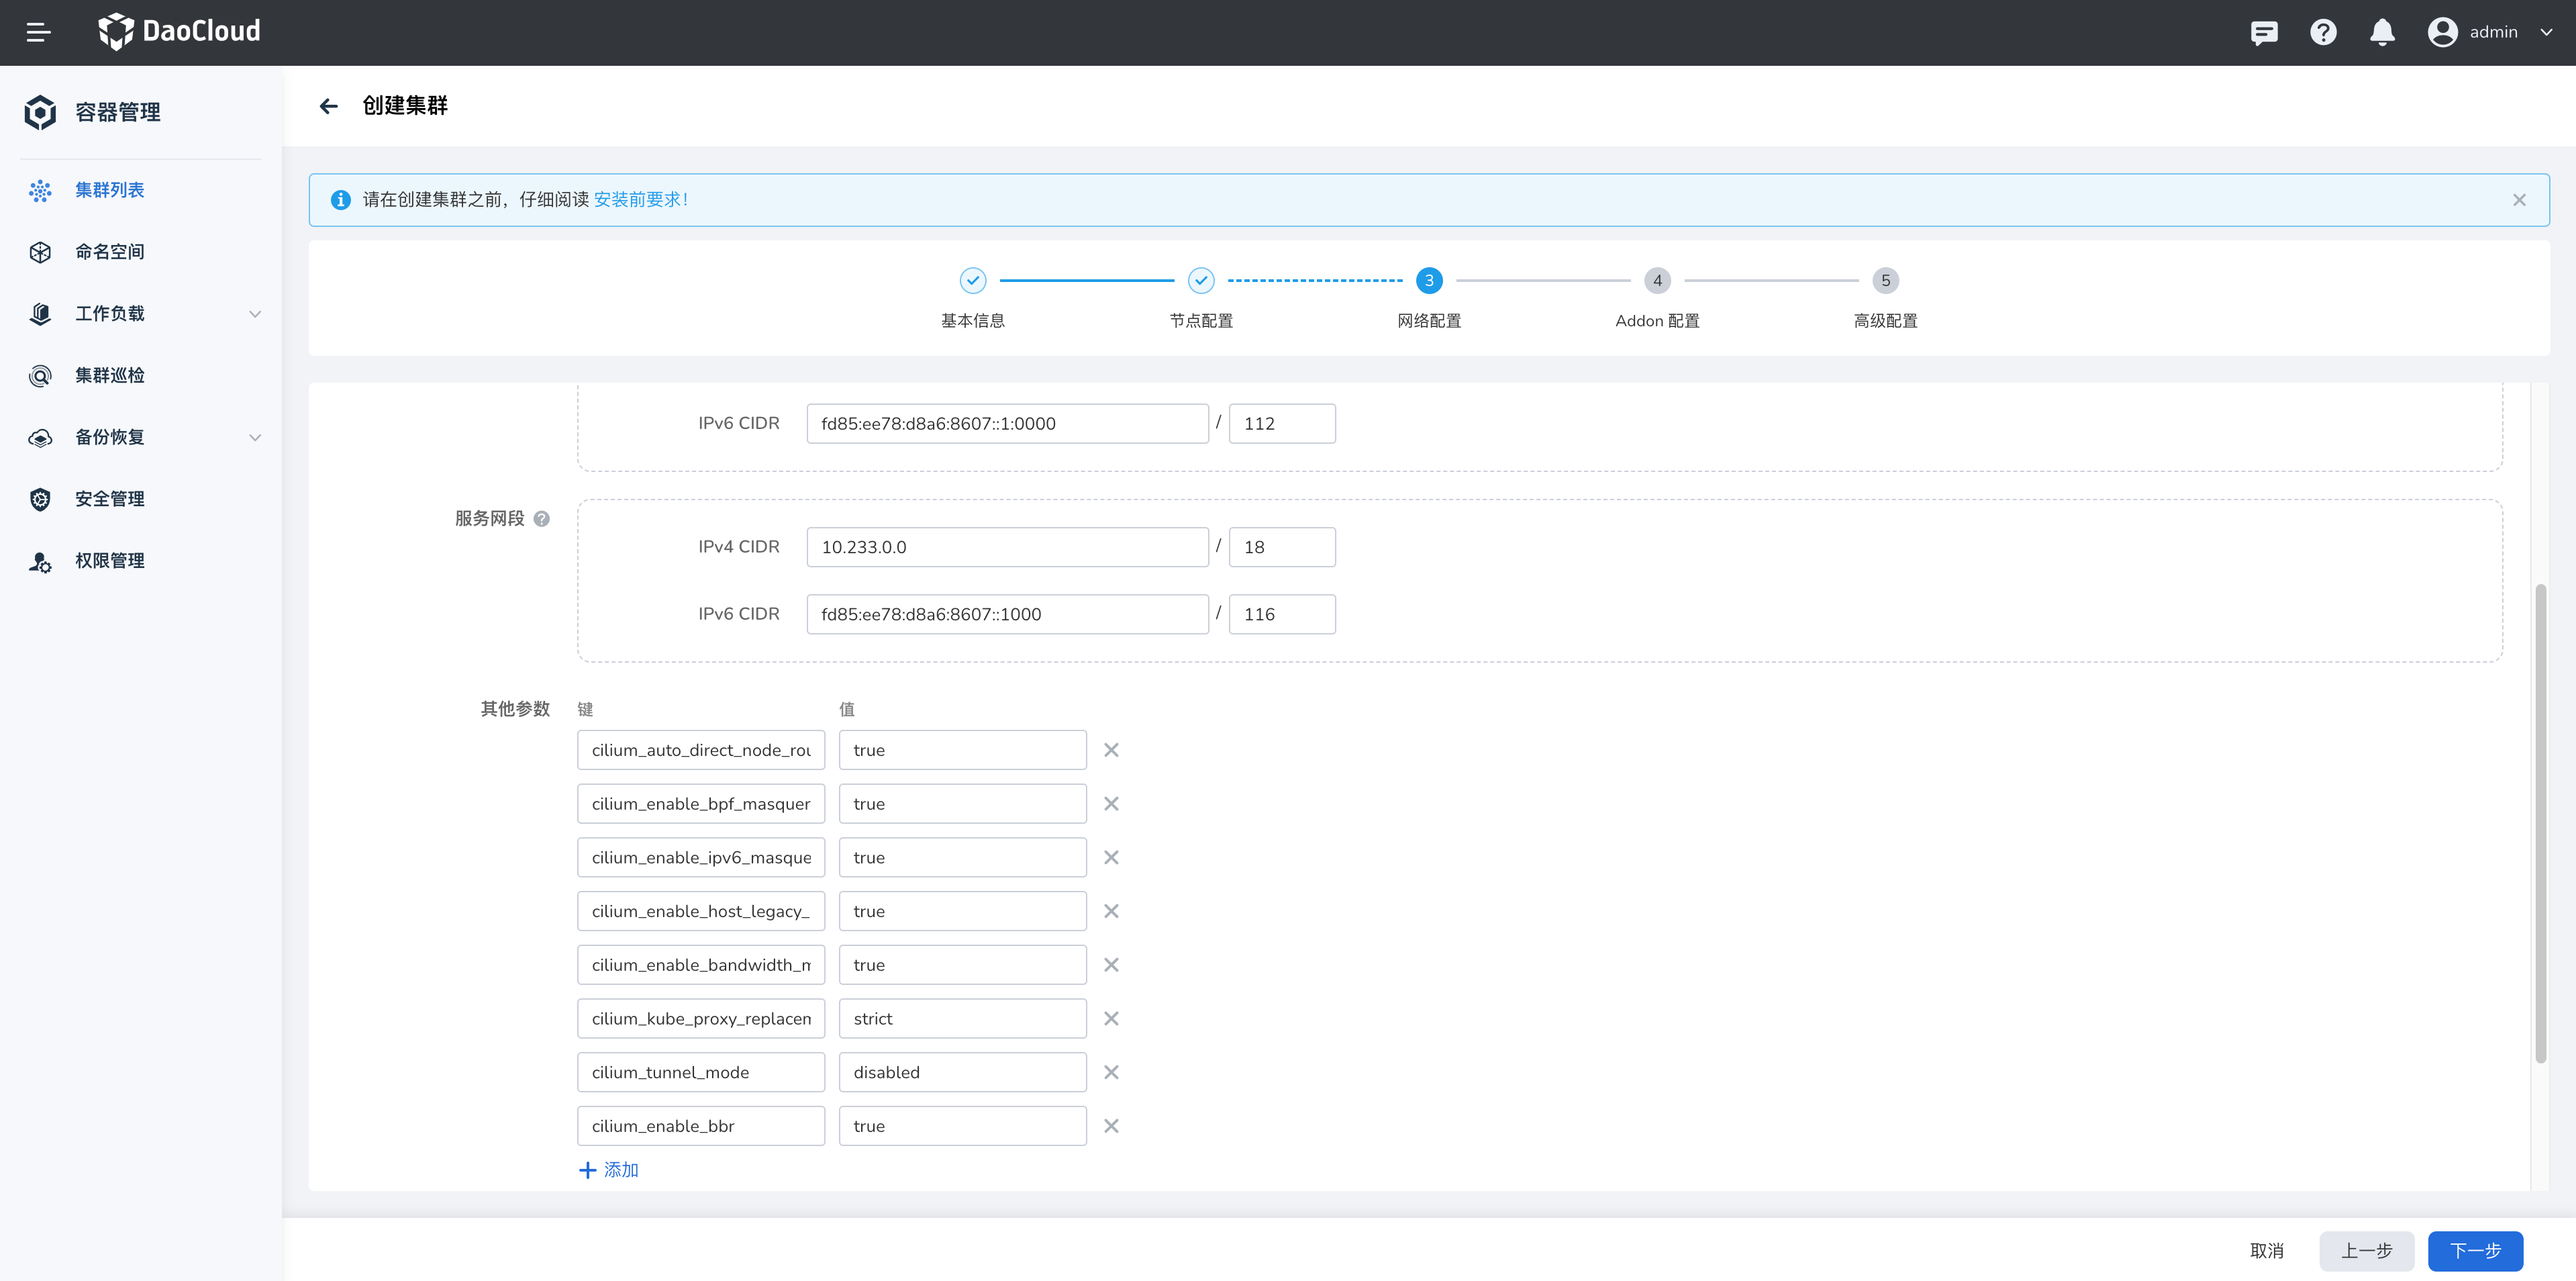 DaoCloud
admin
容器管理
集群列表
命名空间
工作负载
集群巡检
备份恢复
安全管理
权限管理
创建集群
请在创建集群之前，仔细阅读 安装前要求！
3
4
5
基本信息
节点配置
网络配置
Addon 配置
高级配置
IPv6 CIDR fd85:ee78:d8a6:8607::1:0000 / 112
服务网段
IPv4 CIDR 10.233.0.0 / 18
IPv6 CIDR fd85:ee78:d8a6:8607::1000 / 116
其他参数 键 值
cilium_auto_direct_node_rou true
cilium_enable_bpf_masquer true
cilium_enable_ipv6_masque true
cilium_enable_host_legacy_ true
cilium_enable_bandwidth_m true
cilium_kube_proxy_replacem strict
cilium_tunnel_mode disabled
cilium_enable_bbr true
添加
取消 上一步 下一步